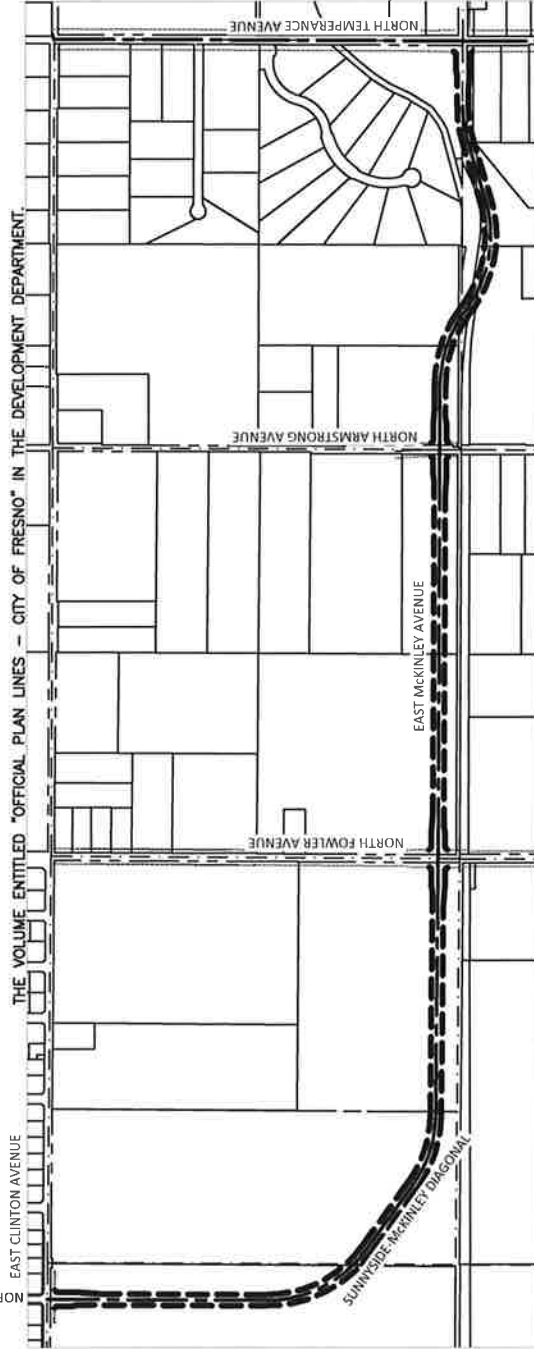 THE VOLUME ENTITLED "OFFICIAL PLAN LINES – CITY OF FRESNO" IN THE DEVELOPMENT DEPARTMENT.
EAST CLINTON AVENUE
NORTH TEMPERANCE AVENUE
NORTH ARMSTRONG AVENUE
NORTH FOWLER AVENUE
EAST McKINLEY AVENUE
SUNNYSIDE-McKINLEY DIAGONAL